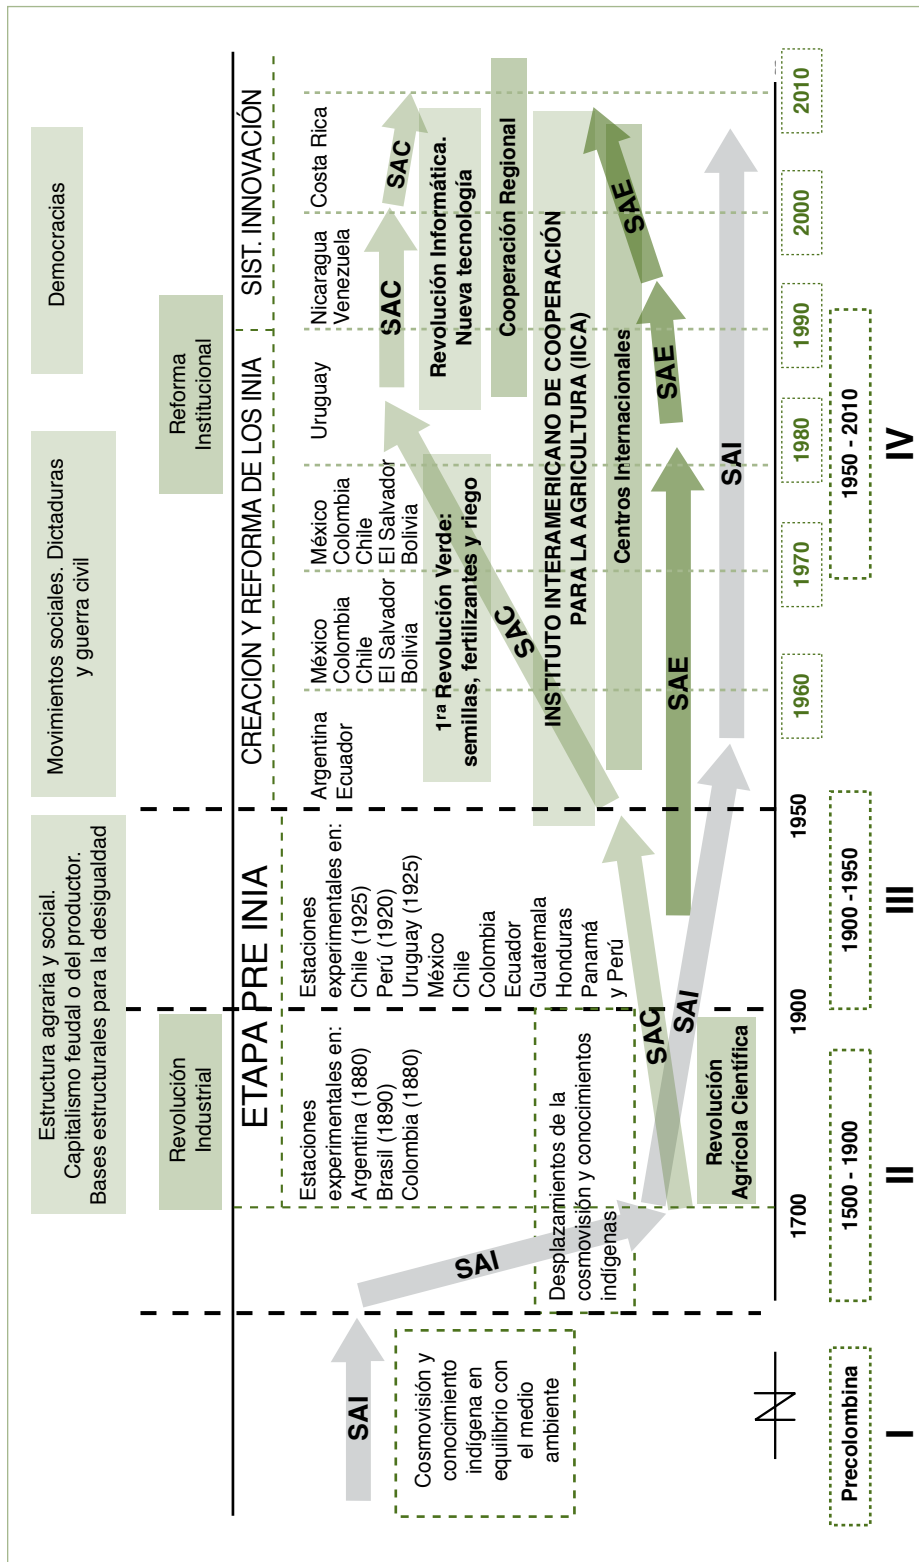 Estructura agraria y social.
Capitalismo feudal o del productor.
Bases estructurales para la desigualdad
Movimientos sociales. Dictaduras
y guerra civil
Democracias
Revolución
Industrial
Reforma
Institucional
ETAPA PRE INIA
CREACION Y REFORMA DE LOS INIA
SIST. INNOVACIÓN
Estaciones
experimentales en:
Argentina (1880)
Brasil (1890)
Colombia (1880)
Estaciones
experimentales en:
Chile (1925)
Perú (1920)
Uruguay (1925)
México
Chile
Colombia
Ecuador
Guatemala
Honduras
Panamá
y Perú
Argentina
Ecuador
México
Colombia
Chile
El Salvador
Bolivia
México
Colombia
Chile
El Salvador
Bolivia
Uruguay
Nicaragua
Venezuela
Costa Rica
SAI
SAI
SAC
SAC
1ra Revolución Verde:
semillas, fertilizantes y riego
Revolución Informática.
Nueva tecnología
Cooperación Regional
Cosmovisión y
conocimiento
indígena en
equilibrio con
el medio
ambiente
Desplazamientos de la
cosmovisión y conocimientos
indígenas
SAC
INSTITUTO INTERAMERICANO DE COOPERACIÓN
PARA LA AGRICULTURA (IICA)
Centros Internacionales
SAC
SAI
SAE
SAE
SAE
Revolución
Agrícola Científica
SAI
1700
1900
1950
1960
1970
1980
1990
2000
2010
Precolombina
1500 - 1900
1900 -1950
1950 - 2010
I
II
III
IV